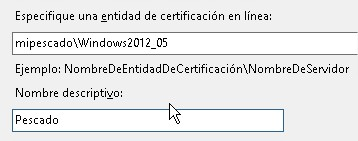 Especifique una entidad de certificación en línea:
mipescado\Windows2012_05
Ejemplo: NombreDeEntidadDeCertificación\NombreDeServidor
Nombre descriptivo:
Pescado